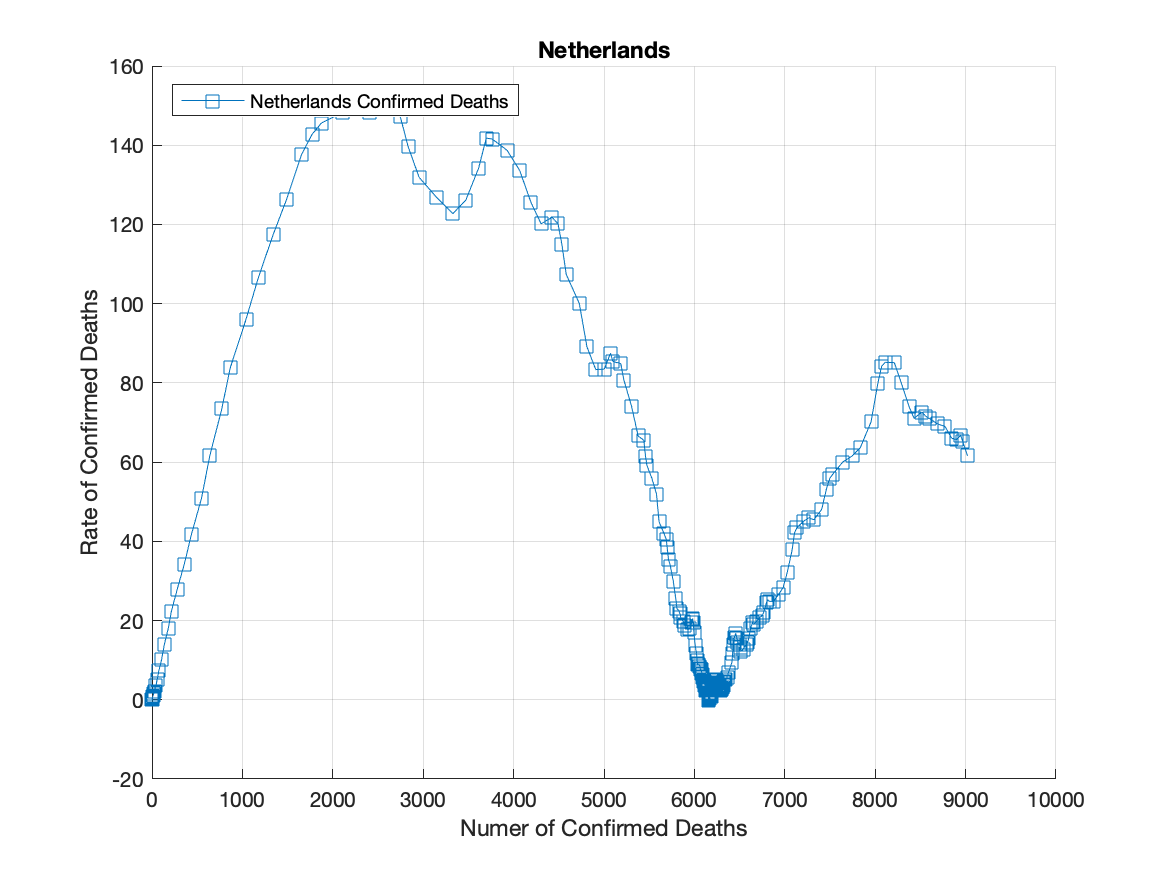 Netherlands
Netherlands Confirmed Deaths
Rate of Confirmed Deaths
160
140
120
100
80
60
40
20
0
-20
0 1000 2000 3000 4000 5000 6000 7000 8000 9000 10000
Numer of Confirmed Deaths